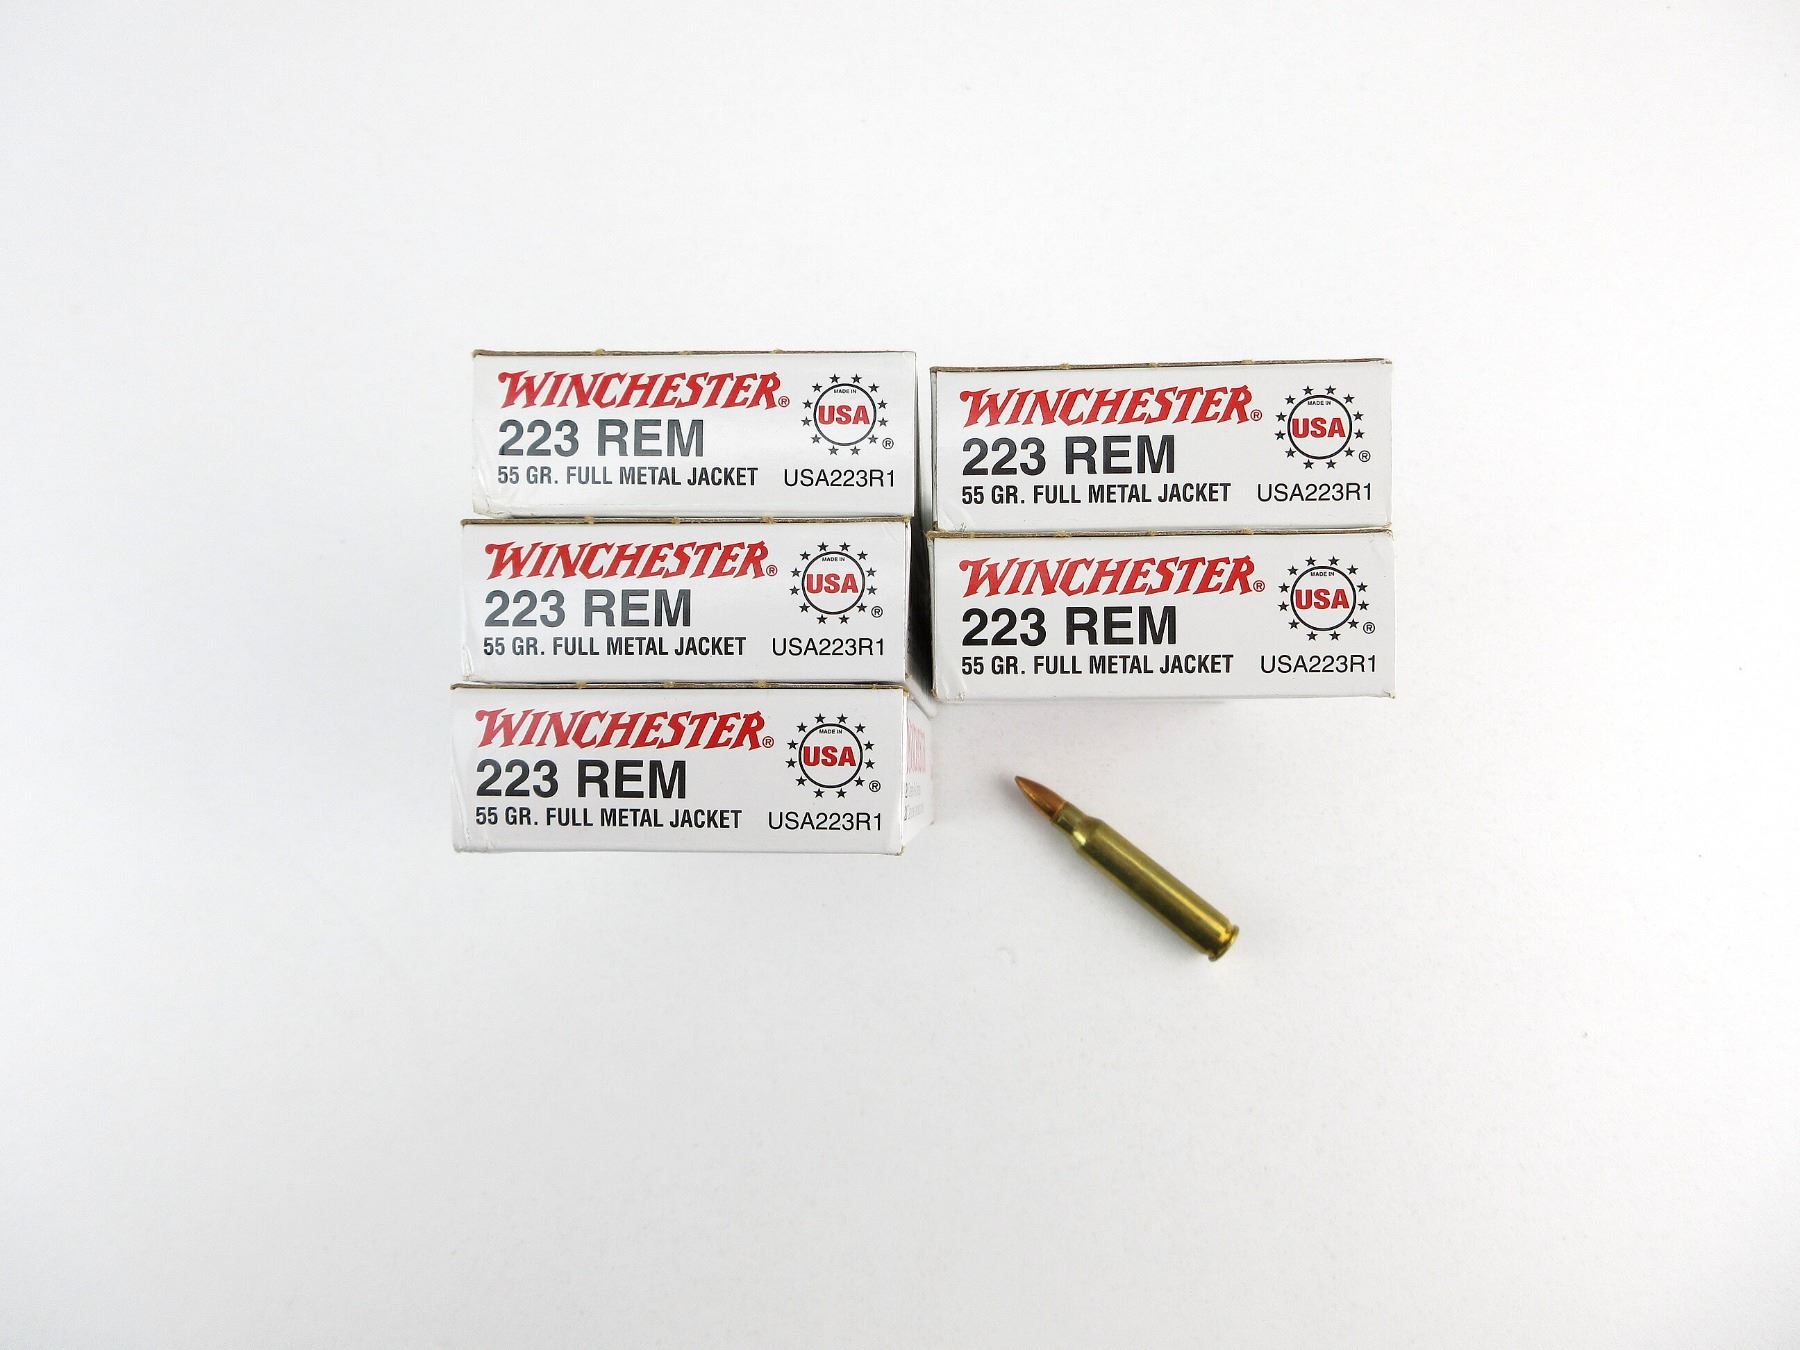 WINCHESTER®
223 REM
55 GR. FULL METAL JACKET
MADE IN
USA
®
USA223R1
WINCHESTER®
223 REM
55 GR. FULL METAL JACKET
MADE IN
USA
®
USA223R1
WINCHESTER®
223 REM
55 GR. FULL METAL JACKET
MADE IN
USA
®
USA223R1
WINCHESTER®
223 REM
55 GR. FULL METAL JACKET
MADE IN
USA
®
USA223R1
WINCHESTER®
223 REM
55 GR. FULL METAL JACKET
MADE IN
USA
®
USA223R1